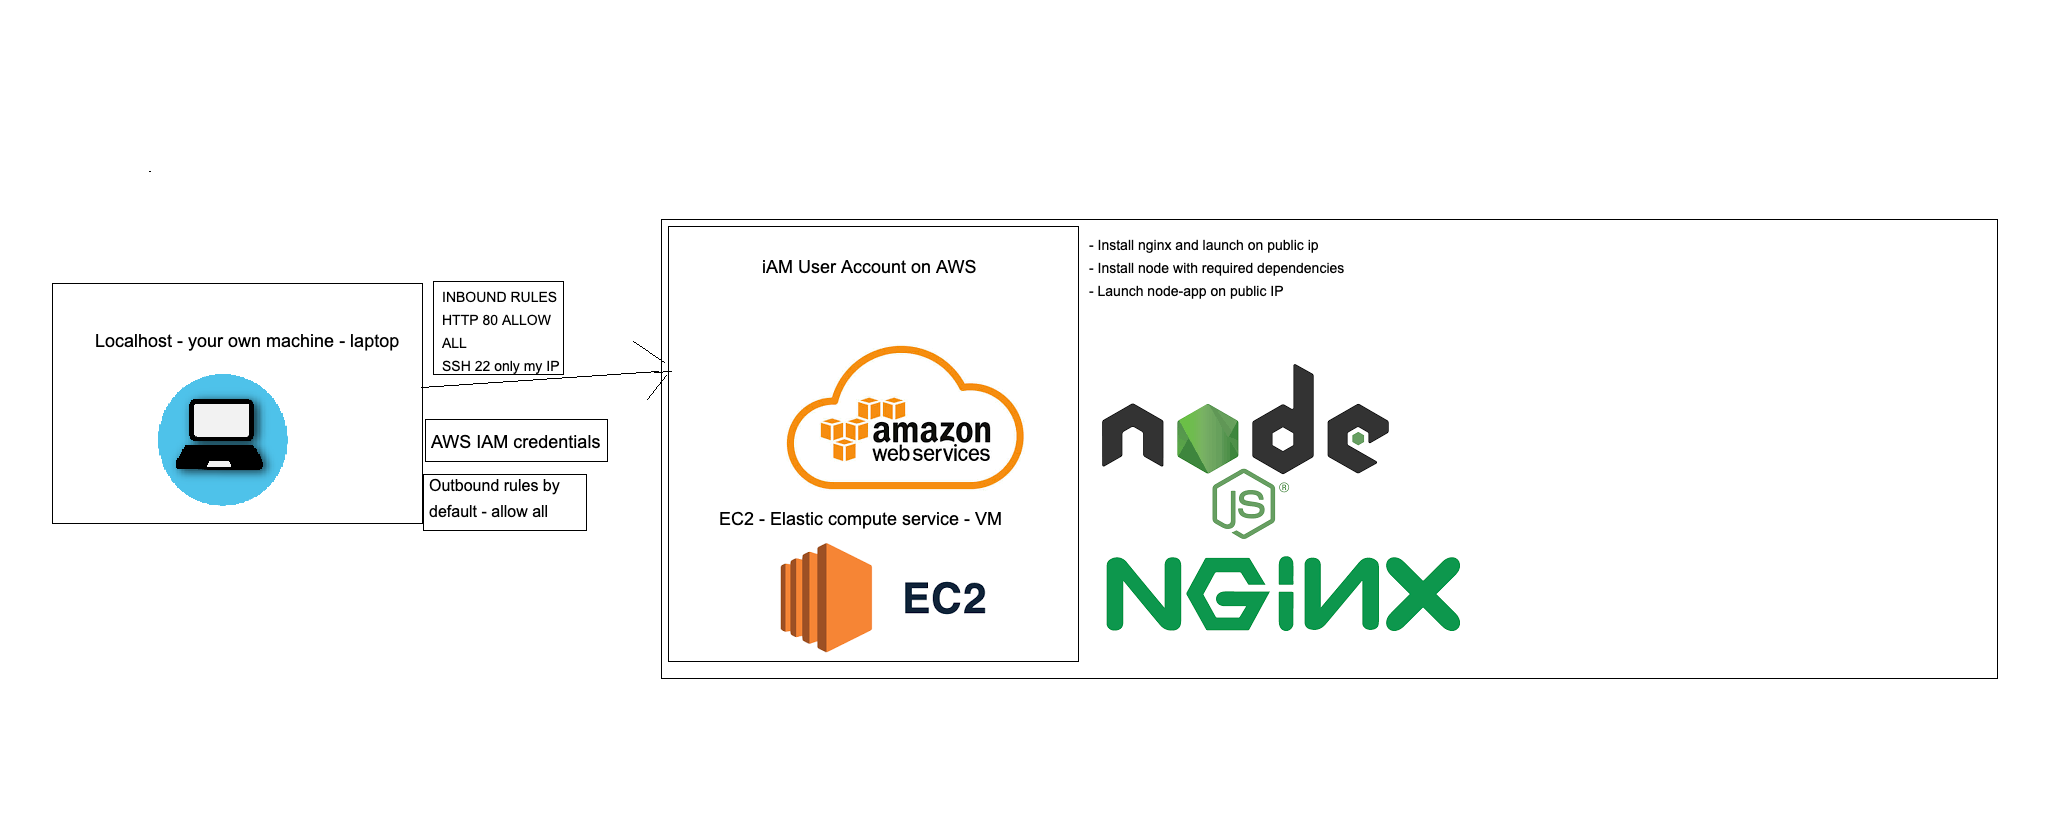 Localhost - your own machine - laptop
INBOUND RULES
HTTP 80 ALLOW
ALL
SSH 22 only my IP
AWS IAM credentials
Outbound rules by
default - allow all
iAM User Account on AWS
amazon
web services
EC2 - Elastic compute service - VM
EC2
- Install nginx and launch on public ip
- Install node with required dependencies
- Launch node-app on public IP
node
JS®
NGiNX